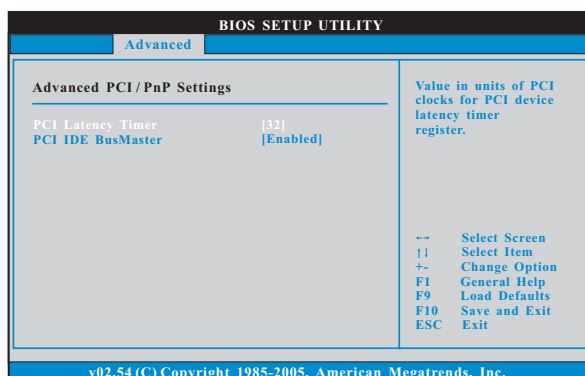 BIOS SETUP UTILITY
Advanced
Advanced PCI / PnP Settings
PCI Latency Timer [32]
PCI IDE BusMaster [Enabled]
Value in units of PCI
clocks for PCI device
latency timer
register.
←→ Select Screen
↑↓ Select Item
+- Change Option
F1 General Help
F9 Load Defaults
F10 Save and Exit
ESC Exit
v02.54 (C) Copyright 1985-2005, American Megatrends, Inc.